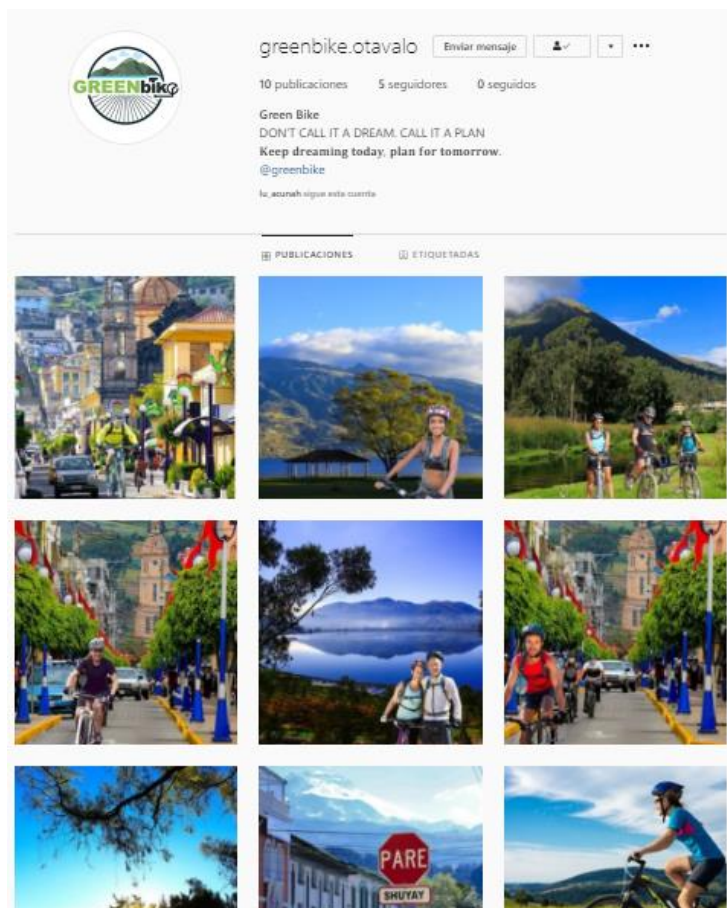 GREENbike
greenbike.otavalo Enviar mensaje
10 publicaciones 5 seguidores 0 seguidos
Green Bike
DON'T CALL IT A DREAM. CALL IT A PLAN
Keep dreaming today, plan for tomorrow.
@greenbike
lu_acunah sigue esta cuenta
PUBLICACIONES ETIQUETADAS
PARE
SHUYAY